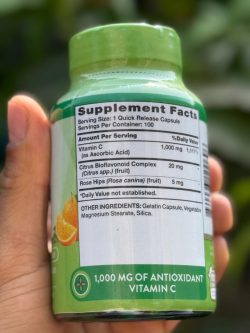 Supplement Facts
Serving Size: 1 Quick Release Capsule
Servings Per Container: 100
Amount Per Serving %Daily Value
Vitamin C 1,000 mg
(as Ascorbic Acid)
Citrus Bioflavonoid Complex 20 mg *
(Citrus spp.) (fruit)
Rose Hips (Rosa canina) (fruit) 5 mg *
*Daily Value not established.
OTHER INGREDIENTS: Gelatin Capsule, Vegetable
Magnesium Stearate, Silica.
1,000 MG OF ANTIOXIDANT
VITAMIN C